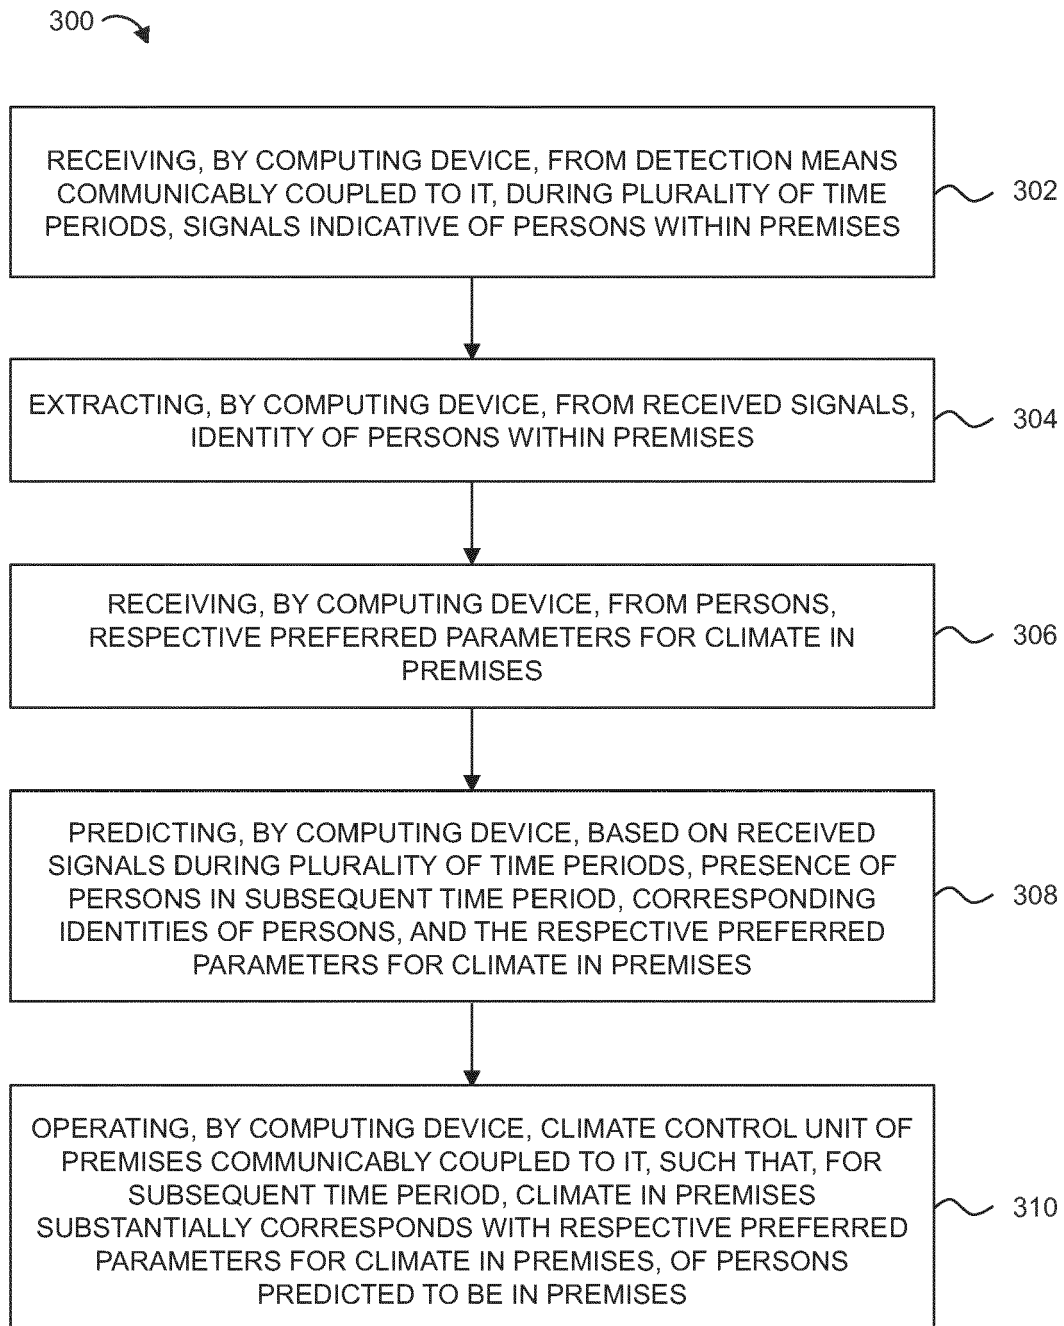 300
RECEIVING, BY COMPUTING DEVICE, FROM DETECTION MEANS
COMMUNICABLY COUPLED TO IT, DURING PLURALITY OF TIME
PERIODS, SIGNALS INDICATIVE OF PERSONS WITHIN PREMISES
302
EXTRACTING, BY COMPUTING DEVICE, FROM RECEIVED SIGNALS,
IDENTITY OF PERSONS WITHIN PREMISES
304
RECEIVING, BY COMPUTING DEVICE, FROM PERSONS,
RESPECTIVE PREFERRED PARAMETERS FOR CLIMATE IN
PREMISES
306
PREDICTING, BY COMPUTING DEVICE, BASED ON RECEIVED
SIGNALS DURING PLURALITY OF TIME PERIODS, PRESENCE OF
PERSONS IN SUBSEQUENT TIME PERIOD, CORRESPONDING
IDENTITIES OF PERSONS, AND THE RESPECTIVE PREFERRED
PARAMETERS FOR CLIMATE IN PREMISES
308
OPERATING, BY COMPUTING DEVICE, CLIMATE CONTROL UNIT OF
PREMISES COMMUNICABLY COUPLED TO IT, SUCH THAT, FOR
SUBSEQUENT TIME PERIOD, CLIMATE IN PREMISES
SUBSTANTIALLY CORRESPONDS WITH RESPECTIVE PREFERRED
PARAMETERS FOR CLIMATE IN PREMISES, OF PERSONS
PREDICTED TO BE IN PREMISES
310